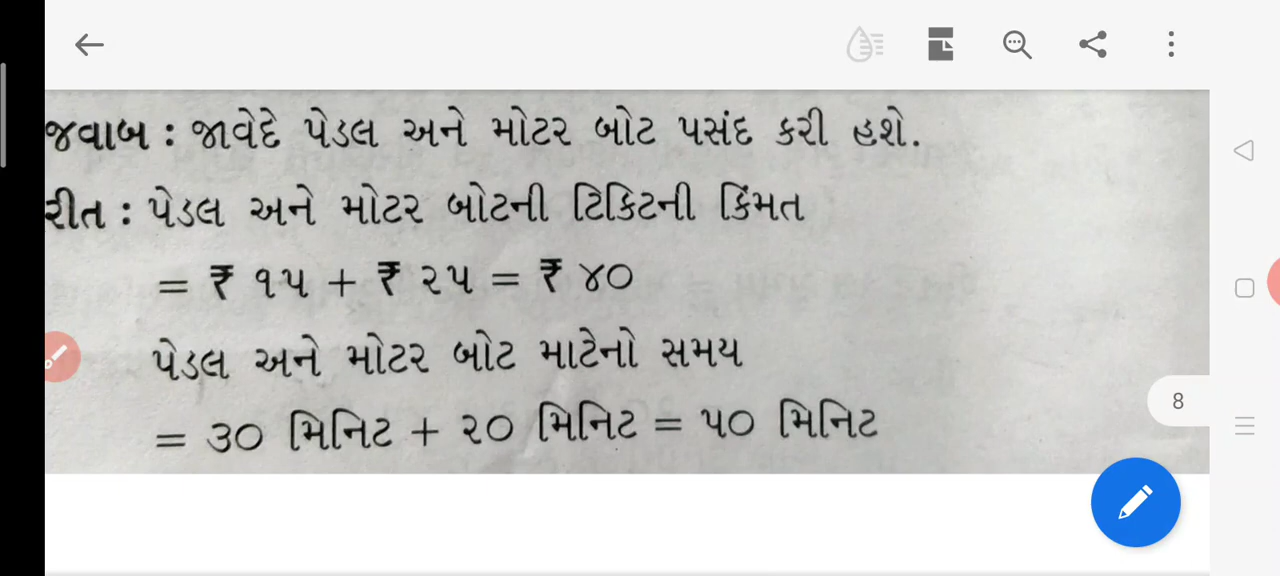 જવાબ : જાવેદે પેડલ અને મોટર બોટ પસંદ કરી હશે.
રીત : પેડલ અને મોટર બોટની ટિકિટની કિંમત
= ₹ ૧૫ + ₹ ૨૫ = ₹ ૪૦
પેડલ અને મોટર બોટ માટેનો સમય
= ૩૦ મિનિટ + ૨૦ મિનિટ = ૫૦ મિનિટ
8